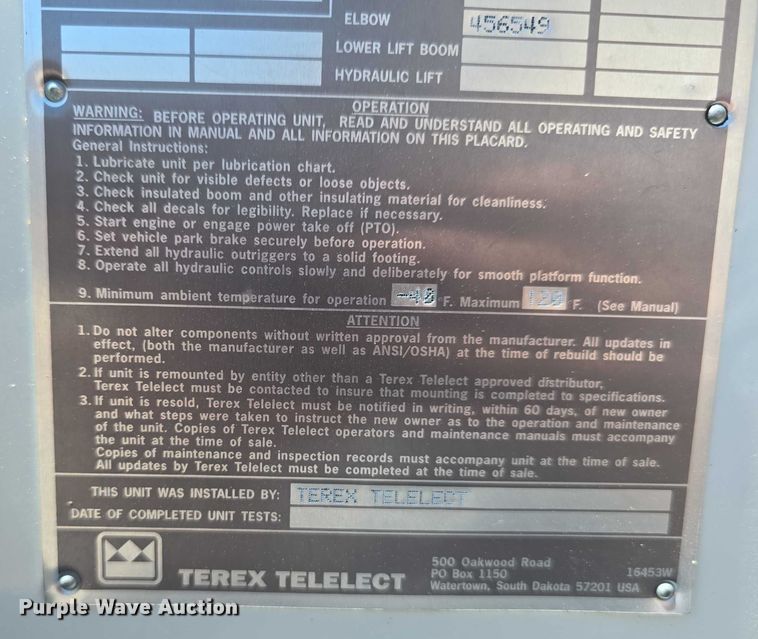 ELBOW 456549
LOWER LIFT BOOM
HYDRAULIC LIFT
OPERATION
WARNING: BEFORE OPERATING UNIT, READ AND UNDERSTAND ALL OPERATING AND SAFETY
INFORMATION IN MANUAL AND ALL INFORMATION ON THIS PLACARD.
General Instructions:
1. Lubricate unit per lubrication chart.
2. Check unit for visible defects or loose objects.
3. Check insulated boom and other insulating material for cleanliness.
4. Check all decals for legibility. Replace if necessary.
5. Start engine or engage power take off (PTO).
6. Set vehicle park brake securely before operation.
7. Extend all hydraulic outriggers to a solid footing.
8. Operate all hydraulic controls slowly and deliberately for smooth platform function.
9. Minimum ambient temperature for operation -40 F. Maximum 120 F. (See Manual)
ATTENTION
1. Do not alter components without written approval from the manufacturer. All updates in
effect, (both the manufacturer as well as ANSI/OSHA) at the time of rebuild should be
performed.
2. If unit is remounted by entity other than a Terex Telelect approved distributor,
Terex Telelect must be contacted to insure that mounting is completed to specifications.
3. If unit is resold, Terex Telelect must be notified in writing, within 60 days, of new owner
and what steps were taken to instruct the new owner as to the operation and maintenance
of the unit. Copies of Terex Telelect operators and maintenance manuals must accompany
the unit at the time of sale.
Copies of maintenance and inspection records must accompany unit at the time of sale.
All updates by Terex Telelect must be completed at the time of sale.
THIS UNIT WAS INSTALLED BY: TEREX TELELECT
DATE OF COMPLETED UNIT TESTS:
TEREX TELELECT
500 Oakwood Road
PO Box 1150 16453W
Watertown, South Dakota 57201 USA
Purple Wave Auction